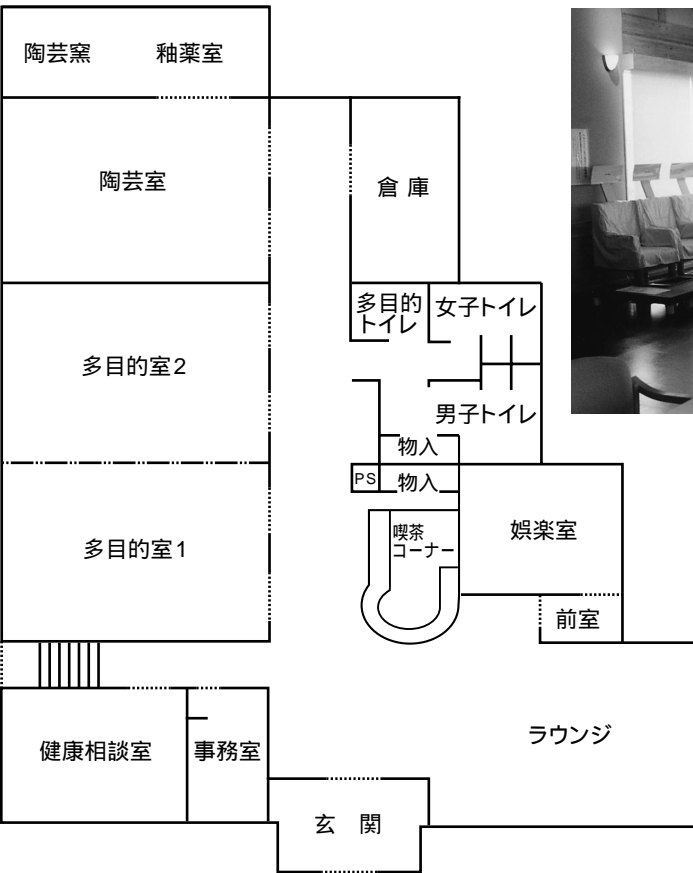 陶芸窯
釉薬室
陶芸室
倉庫
多目的
トイレ
女子トイレ
多目的室2
男子トイレ
物入
PS
物入
喫茶
コーナー
娯楽室
多目的室1
前室
ラウンジ
健康相談室
事務室
玄関